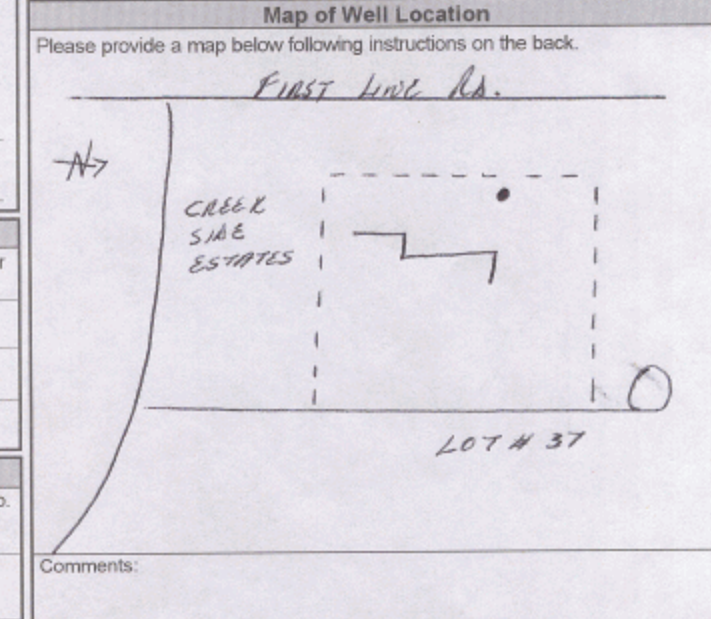 Map of Well Location
Please provide a map below following instructions on the back.
FIRST LINE RD.
N
CREEK
SIDE
ESTATES
LOT # 37
Comments: